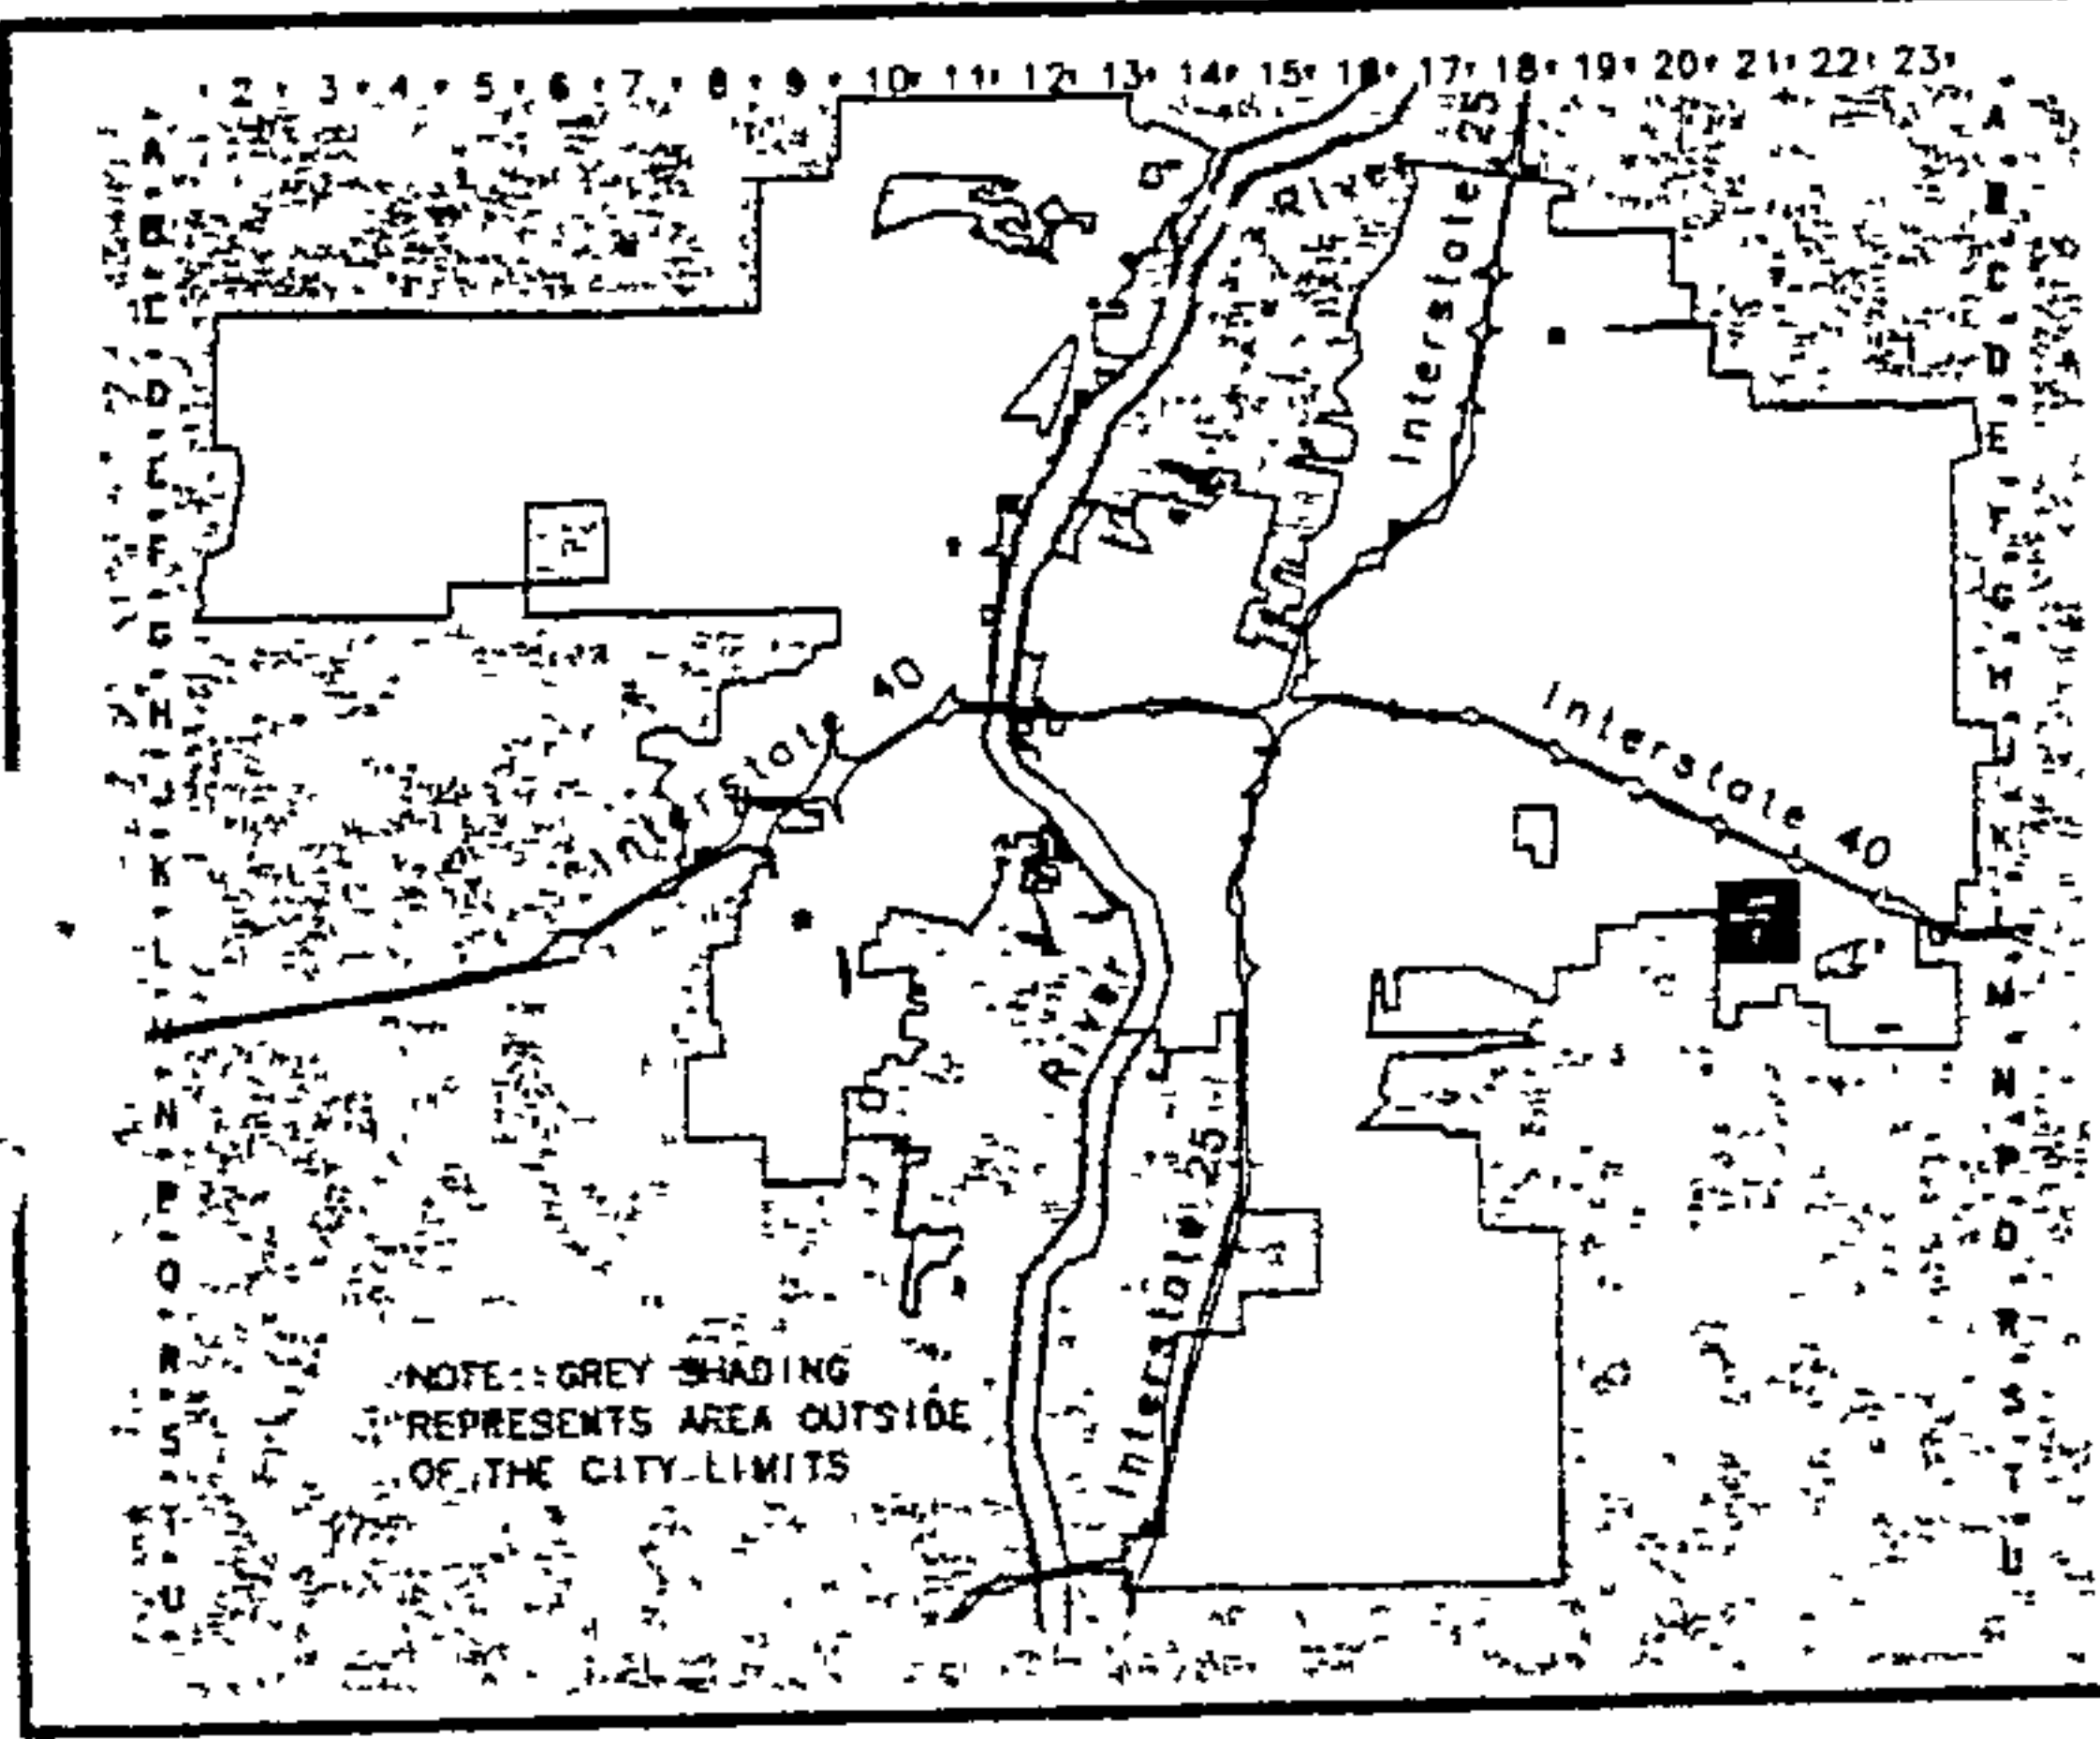 2 3 4 5 6 7 8 9 10 11 12 13 14 15 16 17 18 19 20 21 22 23
A
B
D
E
F
G
H
J
K
L
M
N
P
Q
R
S
T
U
A
B
C
D
E
F
G
H
J
K
L
M
N
P
Q
R
S
T
U
River
Interstate 25
Interstate 40
Interstate 40
River
Interstate 25
NOTE: GREY SHADING
REPRESENTS AREA OUTSIDE
OF THE CITY LIMITS